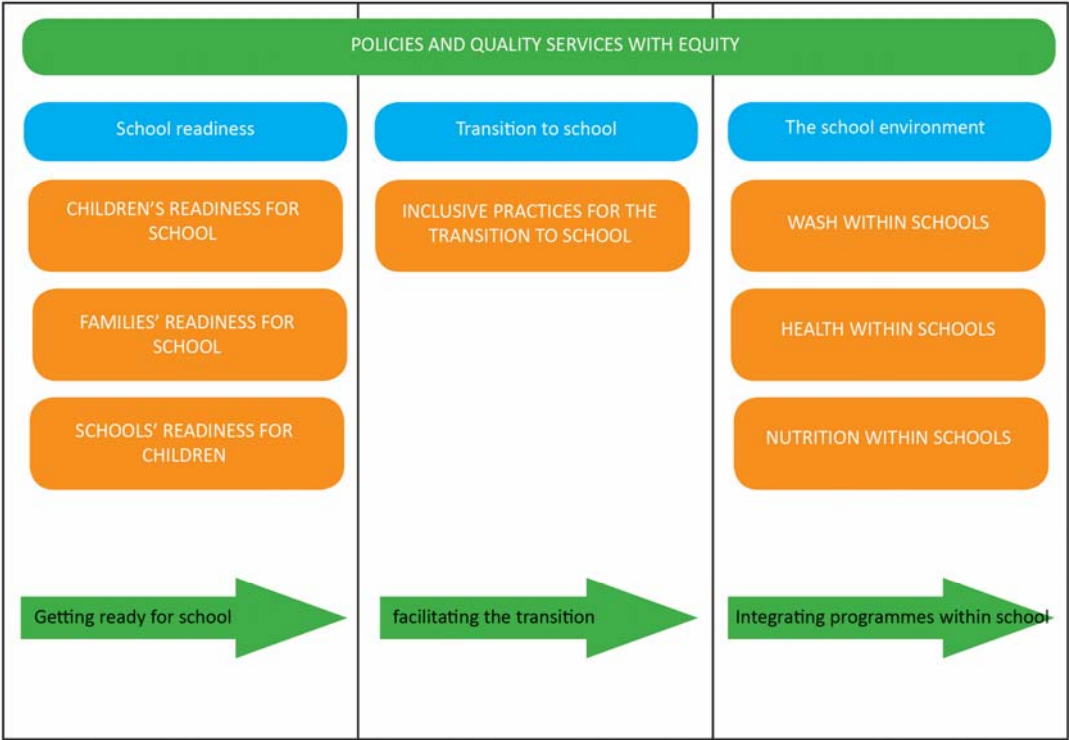 POLICIES AND QUALITY SERVICES WITH EQUITY
School readiness
CHILDREN’S READINESS FOR
SCHOOL
FAMILIES’ READINESS FOR
SCHOOL
SCHOOLS’ READINESS FOR
CHILDREN
Getting ready for school
Transition to school
INCLUSIVE PRACTICES FOR THE
TRANSITION TO SCHOOL
facilitating the transition
The school environment
WASH WITHIN SCHOOLS
HEALTH WITHIN SCHOOLS
NUTRITION WITHIN SCHOOLS
Integrating programmes within school